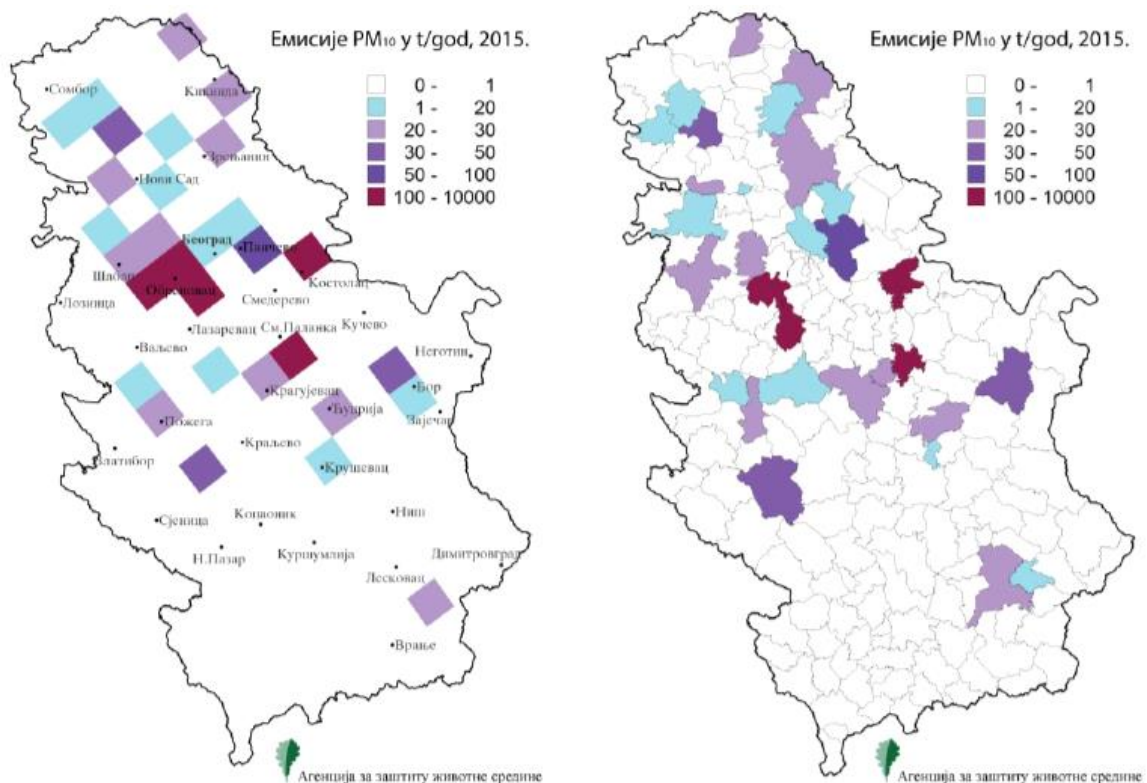 Емисије PM₁₀ у t/god, 2015.
0 - 1
1 - 20
20 - 30
30 - 50
50 - 100
100 - 10000
Сомбор
Кикинда
Зрењанин
Нови Сад
Београд
Панчево
Шабац
Обреновац
Костолац
Лозница
Смедерево
Лазаревац
См.Паланка
Кучево
Ваљево
Неготин
Крагујевац
Бор
Ћуприја
Зајечар
Пожега
Краљево
Златибор
Крушевац
Сјеница
Копаоник
Ниш
Н.Пазар
Куршумлија
Димитровград
Лесковац
Врање
Агенција за заштиту животне средине
Емисије PM₁₀ у t/god, 2015.
0 - 1
1 - 20
20 - 30
30 - 50
50 - 100
100 - 10000
Агенција за заштиту животне средине